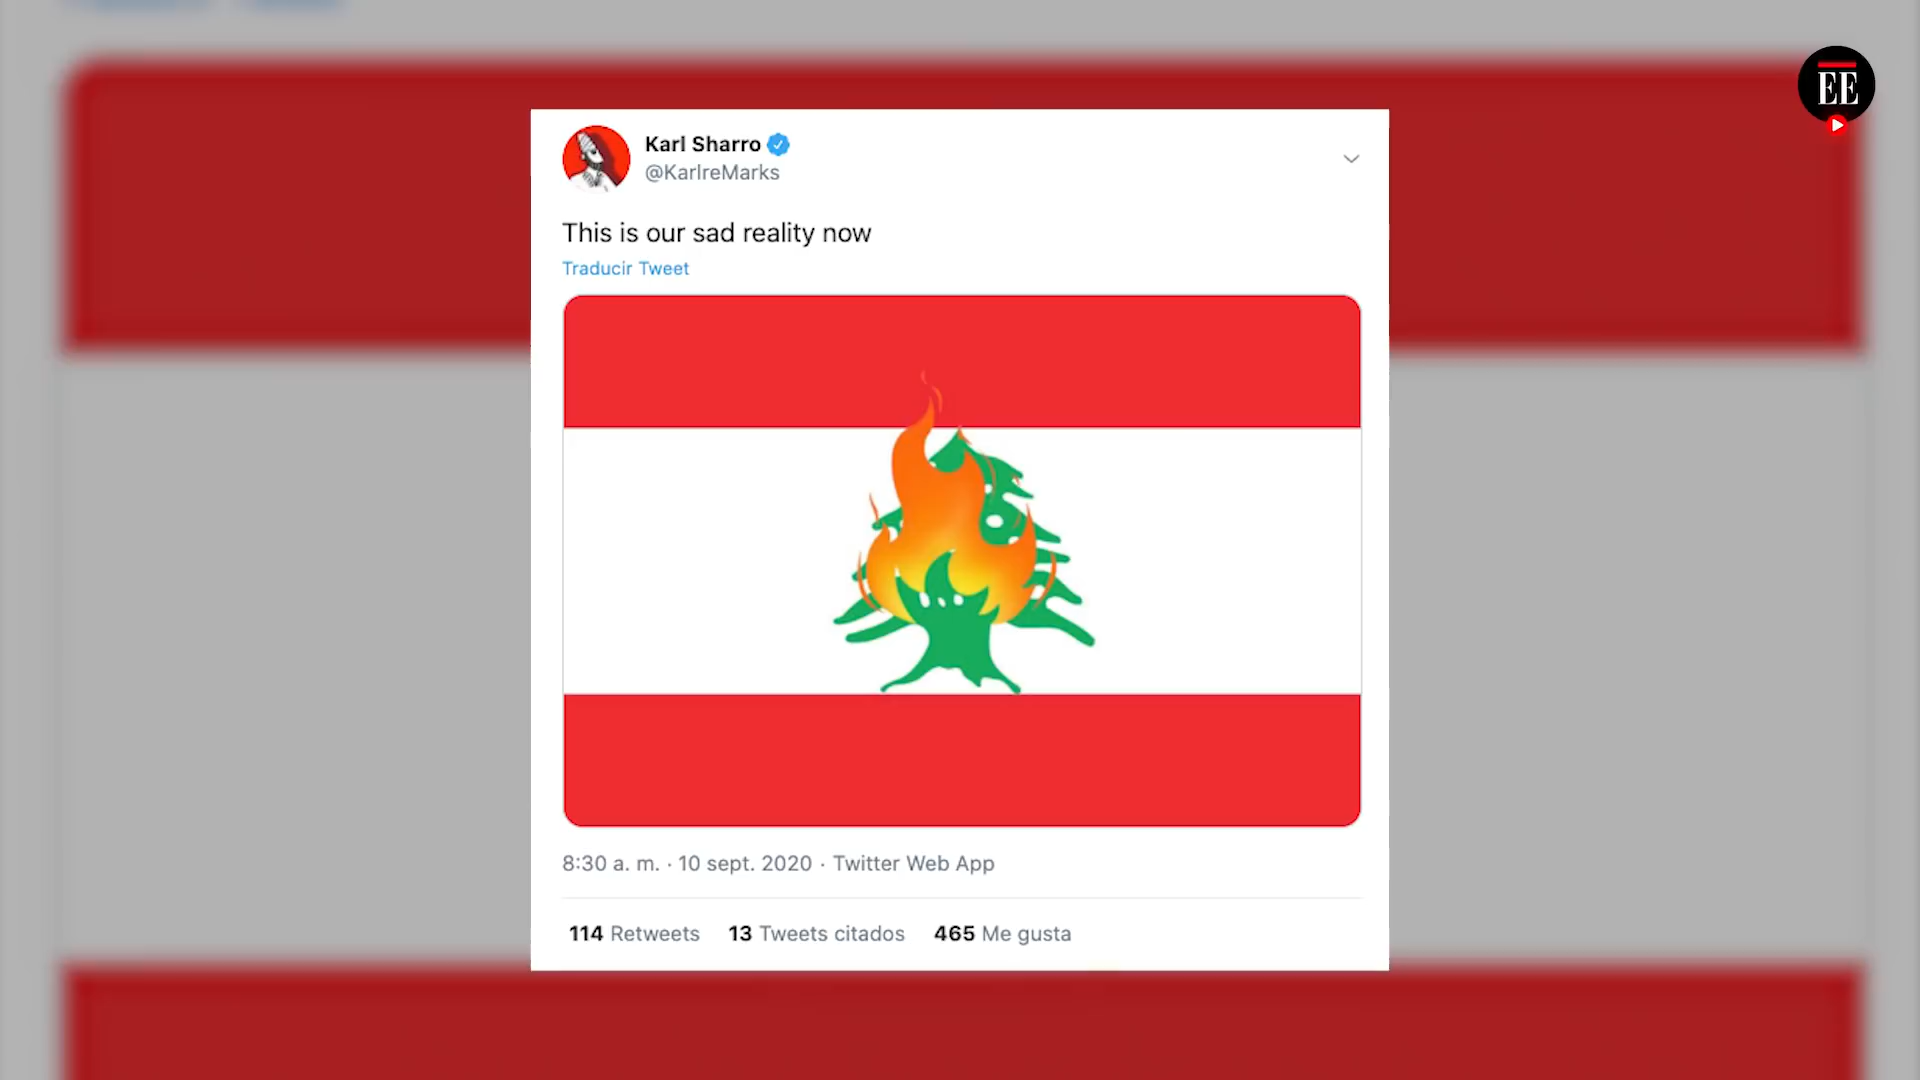 EE
Karl Sharro
@KarlreMarks
This is our sad reality now
Traducir Tweet
8:30 a. m. · 10 sept. 2020 · Twitter Web App
114 Retweets 13 Tweets citados 465 Me gusta